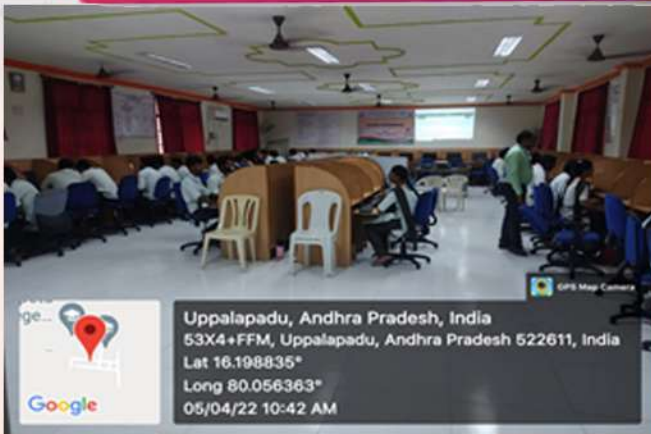 GPS Map Camera
ge...
Google
Uppalapadu, Andhra Pradesh, India
53X4+FFM, Uppalapadu, Andhra Pradesh 522611, India
Lat 16.198835°
Long 80.056363°
05/04/22 10:42 AM